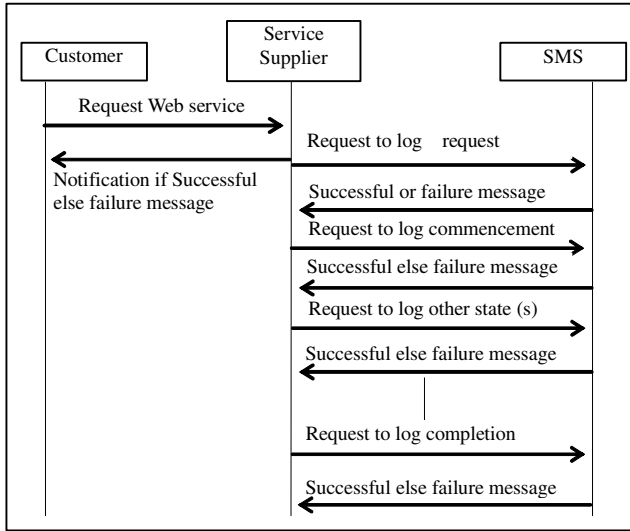 Customer
Service
Supplier
SMS
Request Web service
Request to log request
Notification if Successful
else failure message
Successful or failure message
Request to log commencement
Successful else failure message
Request to log other state (s)
Successful else failure message
Request to log completion
Successful else failure message